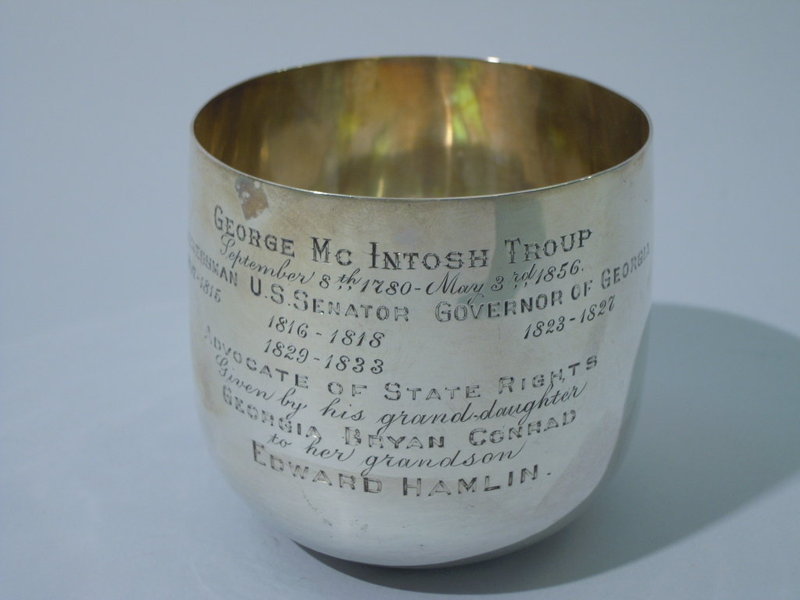 GEORGE MC INTOSH TROUP
September 8th 1780 - May 3rd 1856.
U.S. SENATOR GOVERNOR OF GEORGIA
-1815 1816 - 1818 1823 - 1827
1829 - 1833
ADVOCATE OF STATE RIGHTS
Given by his grand-daughter
GEORGIA BRYAN CONRAD
to her grandson
EDWARD HAMLIN.